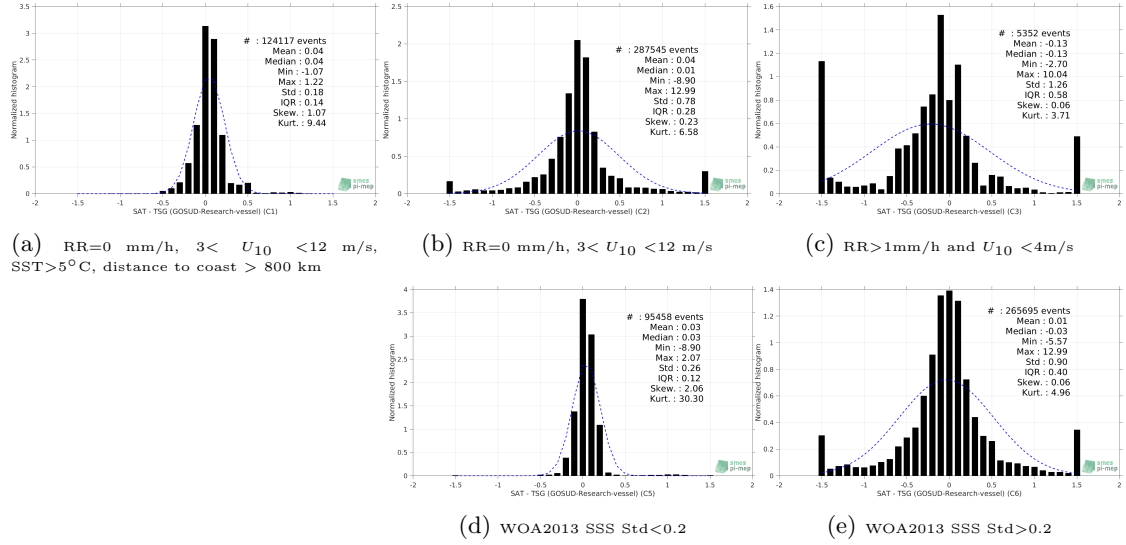 # : 124117 events
Mean : 0.04
Median : 0.04
Min : -1.07
Max : 1.22
Std : 0.18
IQR : 0.14
Skew. : 1.07
Kurt. : 9.44
Normalized histogram
0 0.5 1 1.5 2 2.5 3 3.5
-2 -1.5 -1 -0.5 0 0.5 1 1.5 2
SAT - TSG (GOSUD-Research-vessel) (C1)
smos
pi-mep
(a) RR=0 mm/h, 3< U10 <12 m/s,
SST>5°C, distance to coast > 800 km
# : 287545 events
Mean : 0.04
Median : 0.01
Min : -8.90
Max : 12.99
Std : 0.78
IQR : 0.28
Skew. : 0.23
Kurt. : 6.58
Normalized histogram
0 0.5 1 1.5 2 2.5
-2 -1.5 -1 -0.5 0 0.5 1 1.5 2
SAT - TSG (GOSUD-Research-vessel) (C2)
smos
pi-mep
(b) RR=0 mm/h, 3< U10 <12 m/s
# : 5352 events
Mean : -0.13
Median : -0.13
Min : -2.70
Max : 10.04
Std : 1.26
IQR : 0.58
Skew. : 0.06
Kurt. : 3.71
Normalized histogram
0 0.2 0.4 0.6 0.8 1 1.2 1.4 1.6
-2 -1.5 -1 -0.5 0 0.5 1 1.5 2
SAT - TSG (GOSUD-Research-vessel) (C3)
smos
pi-mep
(c) RR>1mm/h and U10 <4m/s
# : 95458 events
Mean : 0.03
Median : 0.03
Min : -8.90
Max : 2.07
Std : 0.26
IQR : 0.12
Skew. : 2.06
Kurt. : 30.30
Normalized histogram
0 0.5 1 1.5 2 2.5 3 3.5 4
-2 -1.5 -1 -0.5 0 0.5 1 1.5 2
SAT - TSG (GOSUD-Research-vessel) (C5)
smos
pi-mep
(d) WOA2013 SSS Std<0.2
# : 265695 events
Mean : 0.01
Median : -0.03
Min : -5.57
Max : 12.99
Std : 0.90
IQR : 0.40
Skew. : 0.06
Kurt. : 4.96
Normalized histogram
0 0.2 0.4 0.6 0.8 1 1.2 1.4
-2 -1.5 -1 -0.5 0 0.5 1 1.5 2
SAT - TSG (GOSUD-Research-vessel) (C6)
smos
pi-mep
(e) WOA2013 SSS Std>0.2